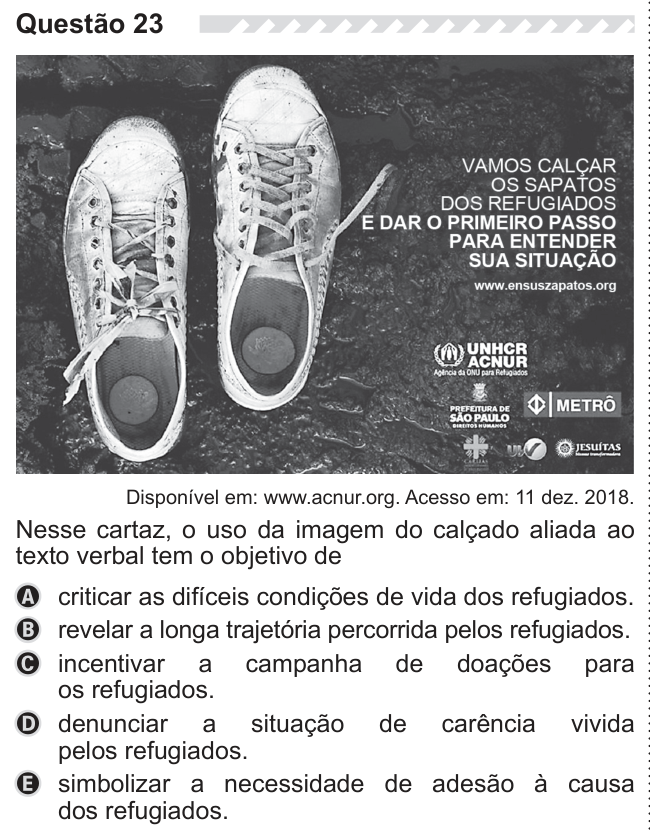 Questão 23
VAMOS CALÇAR
OS SAPATOS
DOS REFUGIADOS
E DAR O PRIMEIRO PASSO
PARA ENTENDER
SUA SITUAÇÃO
www.ensuszapatos.org
UNHCR
ACNUR
Agência da ONU para Refugiados
PREFEITURA DE
SÃO PAULO
DIREITOS HUMANOS
METRÔ
JESUÍTAS
Disponível em: www.acnur.org. Acesso em: 11 dez. 2018.
Nesse cartaz, o uso da imagem do calçado aliada ao
texto verbal tem o objetivo de
A criticar as difíceis condições de vida dos refugiados.
B revelar a longa trajetória percorrida pelos refugiados.
C incentivar a campanha de doações para
os refugiados.
D denunciar a situação de carência vivida
pelos refugiados.
E simbolizar a necessidade de adesão à causa
dos refugiados.